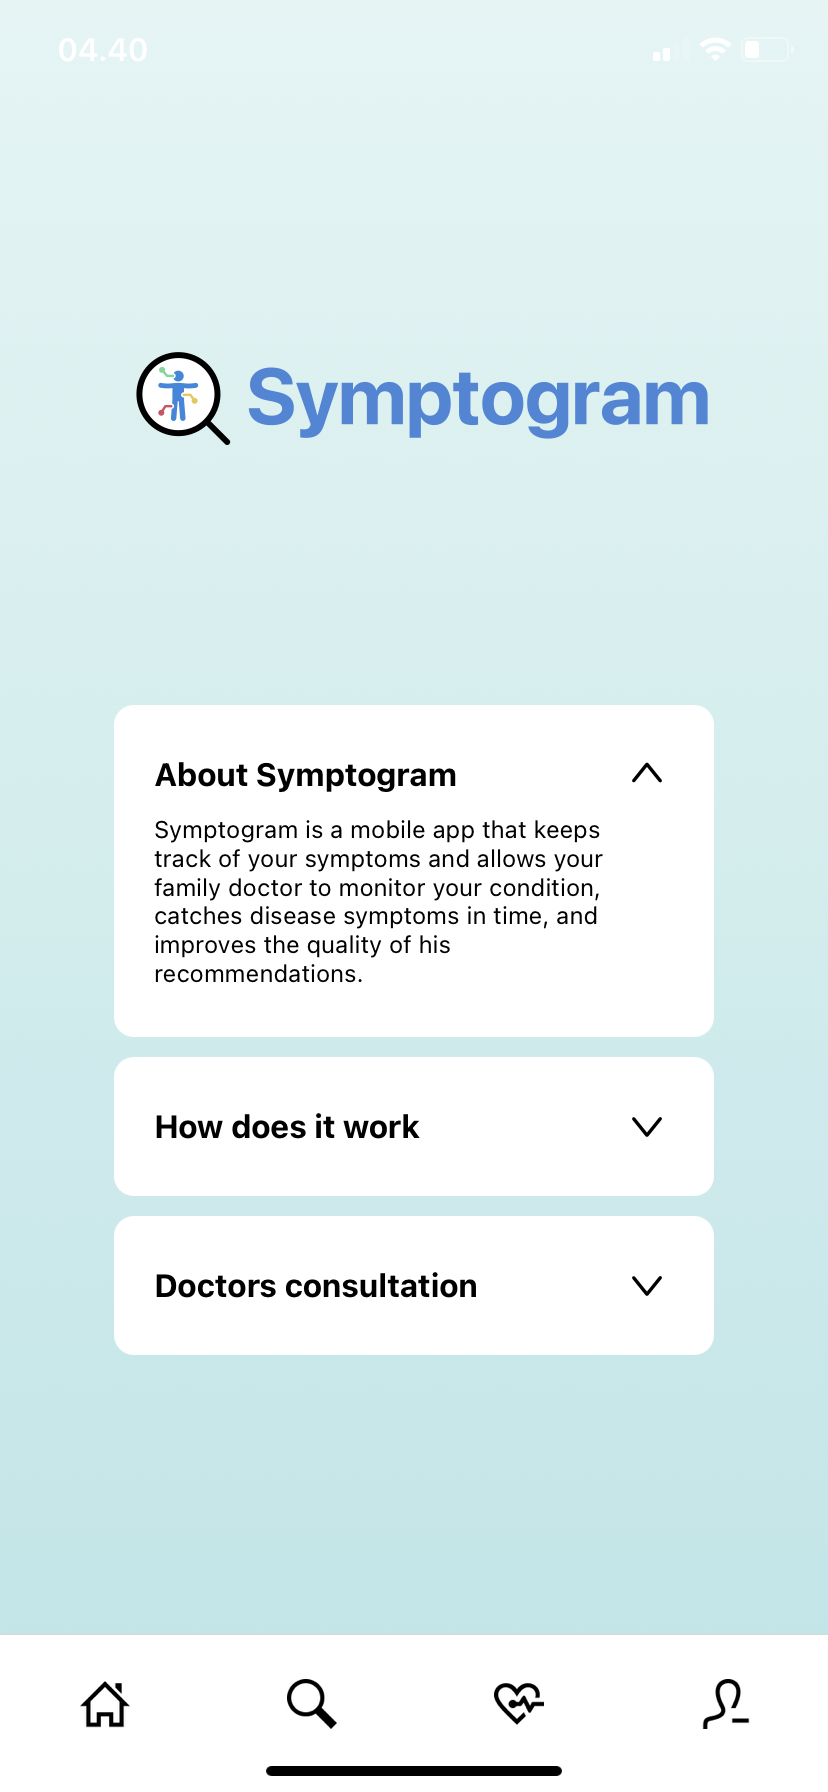 04.40
Symptogram
About Symptogram
Symptogram is a mobile app that keeps
track of your symptoms and allows your
family doctor to monitor your condition,
catches disease symptoms in time, and
improves the quality of his
recommendations.
How does it work
Doctors consultation